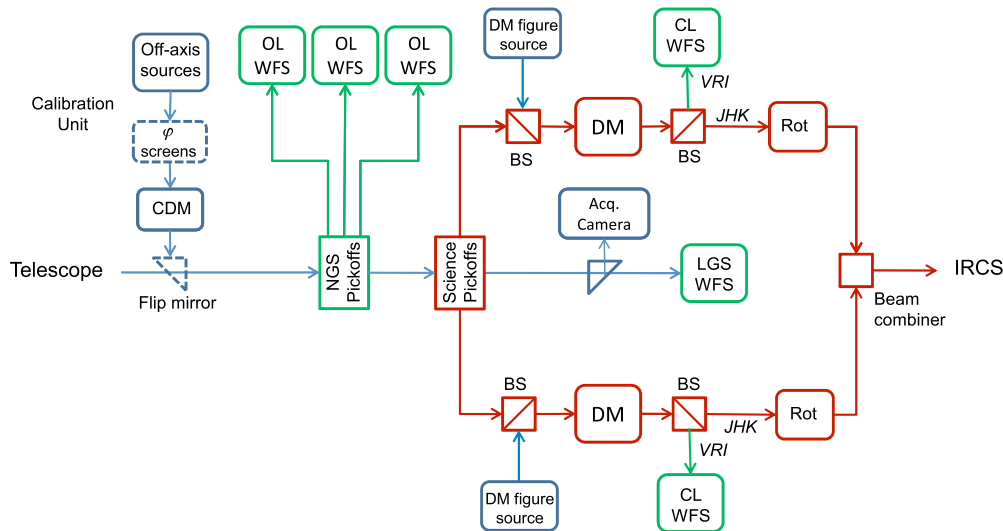 Off-axis
sources
Calibration
Unit
φ
screens
CDM
Telescope
Flip mirror
OL
WFS
OL
WFS
OL
WFS
NGS
Pickoffs
Science
Pickoffs
DM figure
source
BS
DM
CL
WFS
VRI
BS
JHK
Rot
Acq.
Camera
LGS
WFS
IRCS
Beam
combiner
BS
DM
BS
JHK
VRI
Rot
DM figure
source
CL
WFS